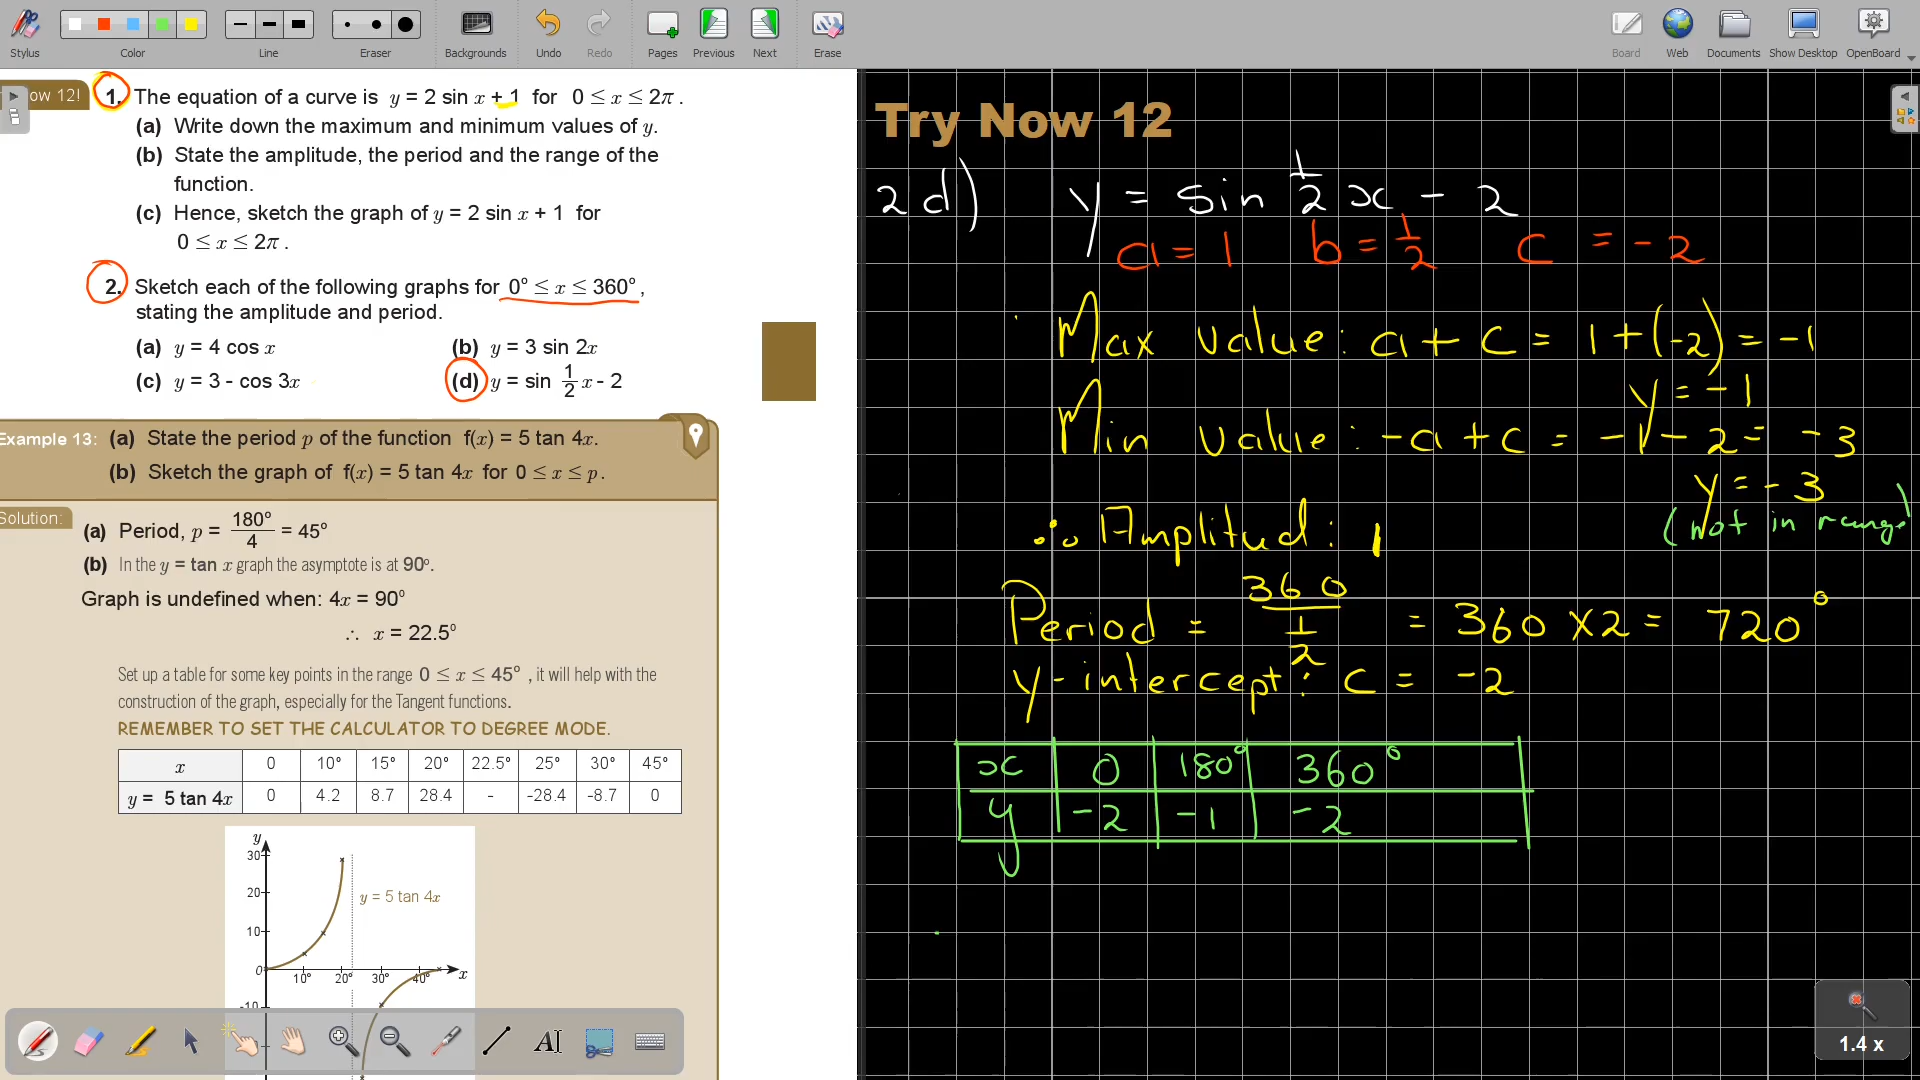 Stylus
Color
Line
Eraser
Backgrounds
Undo
Redo
Pages
Previous
Next
Erase
Board
Web
Documents
Show Desktop
OpenBoard
ow 12!
1. The equation of a curve is y = 2 sin x + 1 for 0 ≤ x ≤ 2π .
(a) Write down the maximum and minimum values of y.
(b) State the amplitude, the period and the range of the
function.
(c) Hence, sketch the graph of y = 2 sin x + 1 for
0 ≤ x ≤ 2π .
2. Sketch each of the following graphs for 0° ≤ x ≤ 360°,
stating the amplitude and period.
(a) y = 4 cos x
(b) y = 3 sin 2x
(c) y = 3 - cos 3x
(d) y = sin 1/2 x - 2
Example 13: (a) State the period p of the function f(x) = 5 tan 4x.
(b) Sketch the graph of f(x) = 5 tan 4x for 0 ≤ x ≤ p.
Solution:
(a) Period, p = 180°/4 = 45°
(b) In the y = tan x graph the asymptote is at 90°.
Graph is undefined when: 4x = 90°
∴ x = 22.5°
Set up a table for some key points in the range 0 ≤ x ≤ 45° , it will help with the
construction of the graph, especially for the Tangent functions.
REMEMBER TO SET THE CALCULATOR TO DEGREE MODE.
x 0 10° 15° 20° 22.5° 25° 30° 45°
y = 5 tan 4x 0 4.2 8.7 28.4 - -28.4 -8.7 0
y
30
20
10
0
-10
y = 5 tan 4x
10° 20° 30° 40° x
Try Now 12
2 d) y = sin 1/2 x - 2
a = 1 b = 1/2 c = -2
Max value: a + c = 1 + (-2) = -1
y = -1
Min value: -a + c = -1 - 2 = -3
y = -3
(not in range)
∴ Amplitud: 1
Period = 360 / 1/2 = 360 x 2 = 720°
y-intercept: c = -2
x 0 180° 360°
y -2 -1 -2
AI
1.4 x